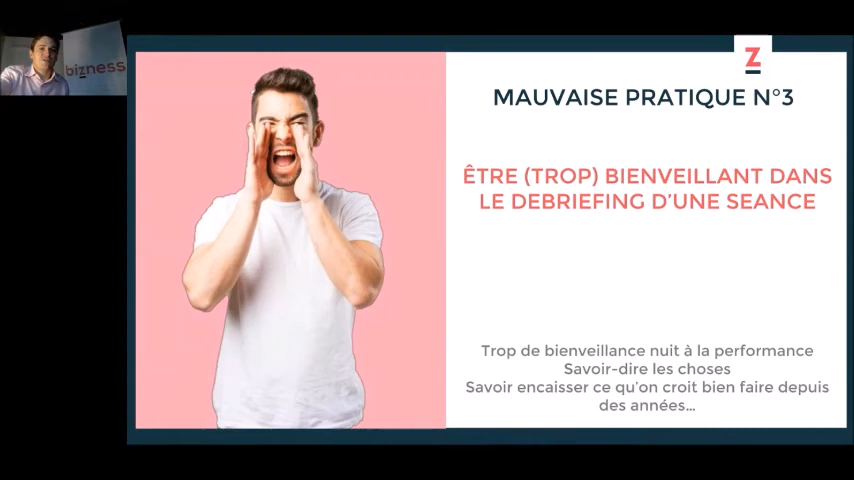 bizness
Z
MAUVAISE PRATIQUE N°3
ÊTRE (TROP) BIENVEILLANT DANS
LE DEBRIEFING D'UNE SEANCE
Trop de bienveillance nuit à la performance
Savoir-dire les choses
Savoir encaisser ce qu'on croit bien faire depuis
des années...